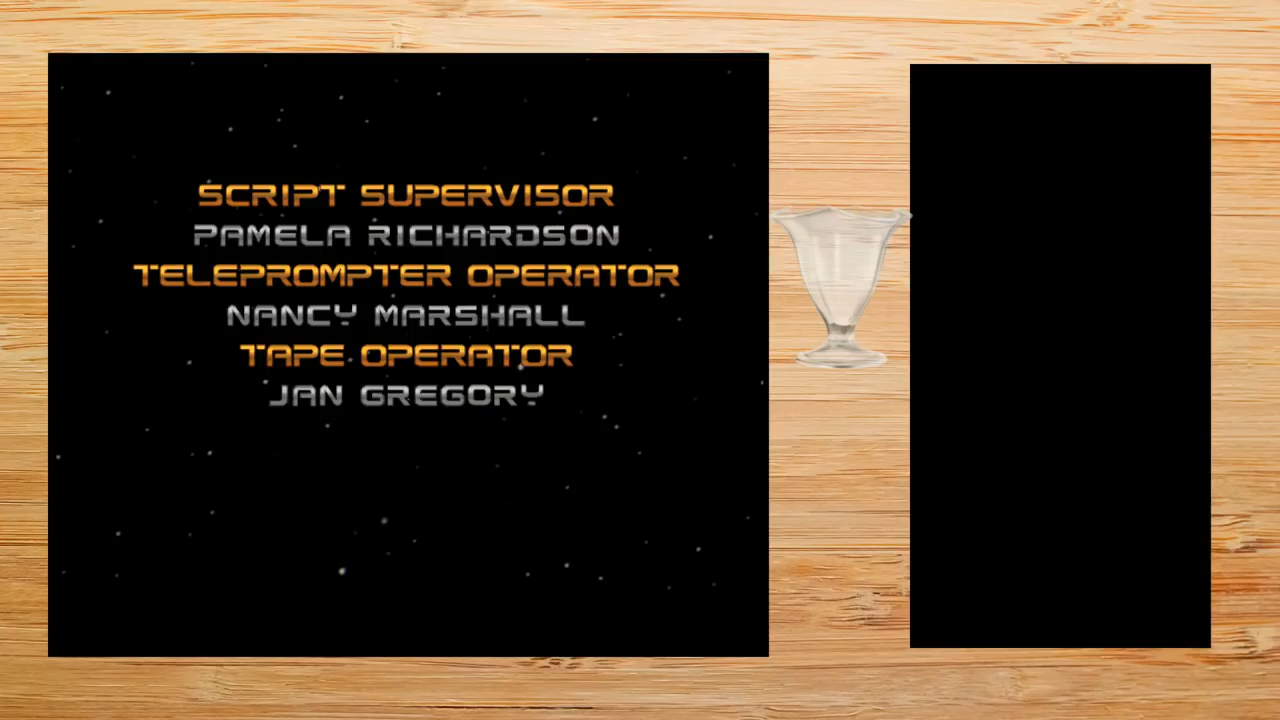 SCRIPT SUPERVISOR
PAMELA RICHARDSON
TELEPROMPTER OPERATOR
NANCY MARSHALL
TAPE OPERATOR
JAN GREGORY